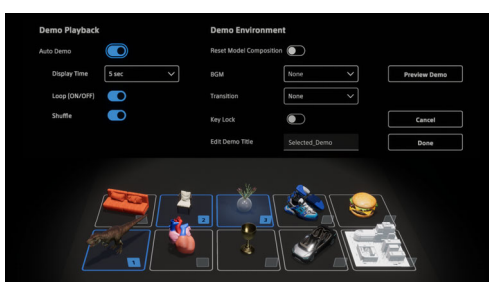 Demo Playback
Demo Environment
Auto Demo
Reset Model Composition
Display Time
5 sec
BGM
None
Preview Demo
Loop (ON/OFF)
Transition
None
Shuffle
Key Lock
Cancel
Edit Demo Title
Selected_Demo
Done
2
3
1